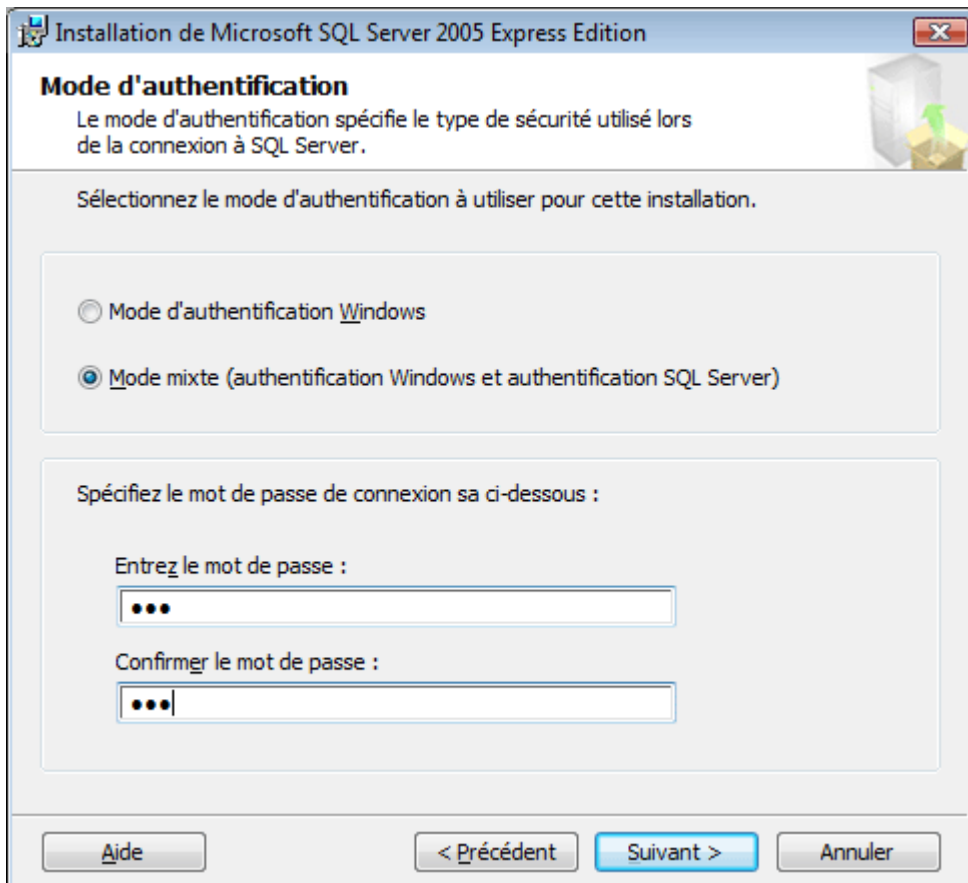 Installation de Microsoft SQL Server 2005 Express Edition
Mode d'authentification
Le mode d'authentification spécifie le type de sécurité utilisé lors
de la connexion à SQL Server.
Sélectionnez le mode d'authentification à utiliser pour cette installation.
Mode d'authentification Windows
Mode mixte (authentification Windows et authentification SQL Server)
Spécifiez le mot de passe de connexion sa ci-dessous :
Entrez le mot de passe :
●●●
Confirmer le mot de passe :
●●●
Aide
< Précédent
Suivant >
Annuler